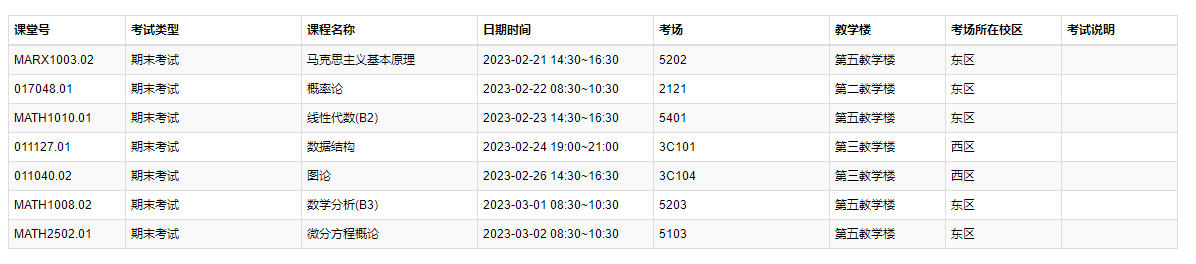 课堂号 考试类型 课程名称 日期时间 考场 教学楼 考场所在校区 考试说明
MARX1003.02 期末考试 马克思主义基本原理 2023-02-21 14:30~16:30 5202 第五教学楼 东区
017048.01 期末考试 概率论 2023-02-22 08:30~10:30 2121 第二教学楼 东区
MATH1010.01 期末考试 线性代数(B2) 2023-02-23 14:30~16:30 5401 第五教学楼 东区
011127.01 期末考试 数据结构 2023-02-24 19:00~21:00 3C101 第三教学楼 西区
011040.02 期末考试 图论 2023-02-26 14:30~16:30 3C104 第三教学楼 西区
MATH1008.02 期末考试 数学分析(B3) 2023-03-01 08:30~10:30 5203 第五教学楼 东区
MATH2502.01 期末考试 微分方程概论 2023-03-02 08:30~10:30 5103 第五教学楼 东区